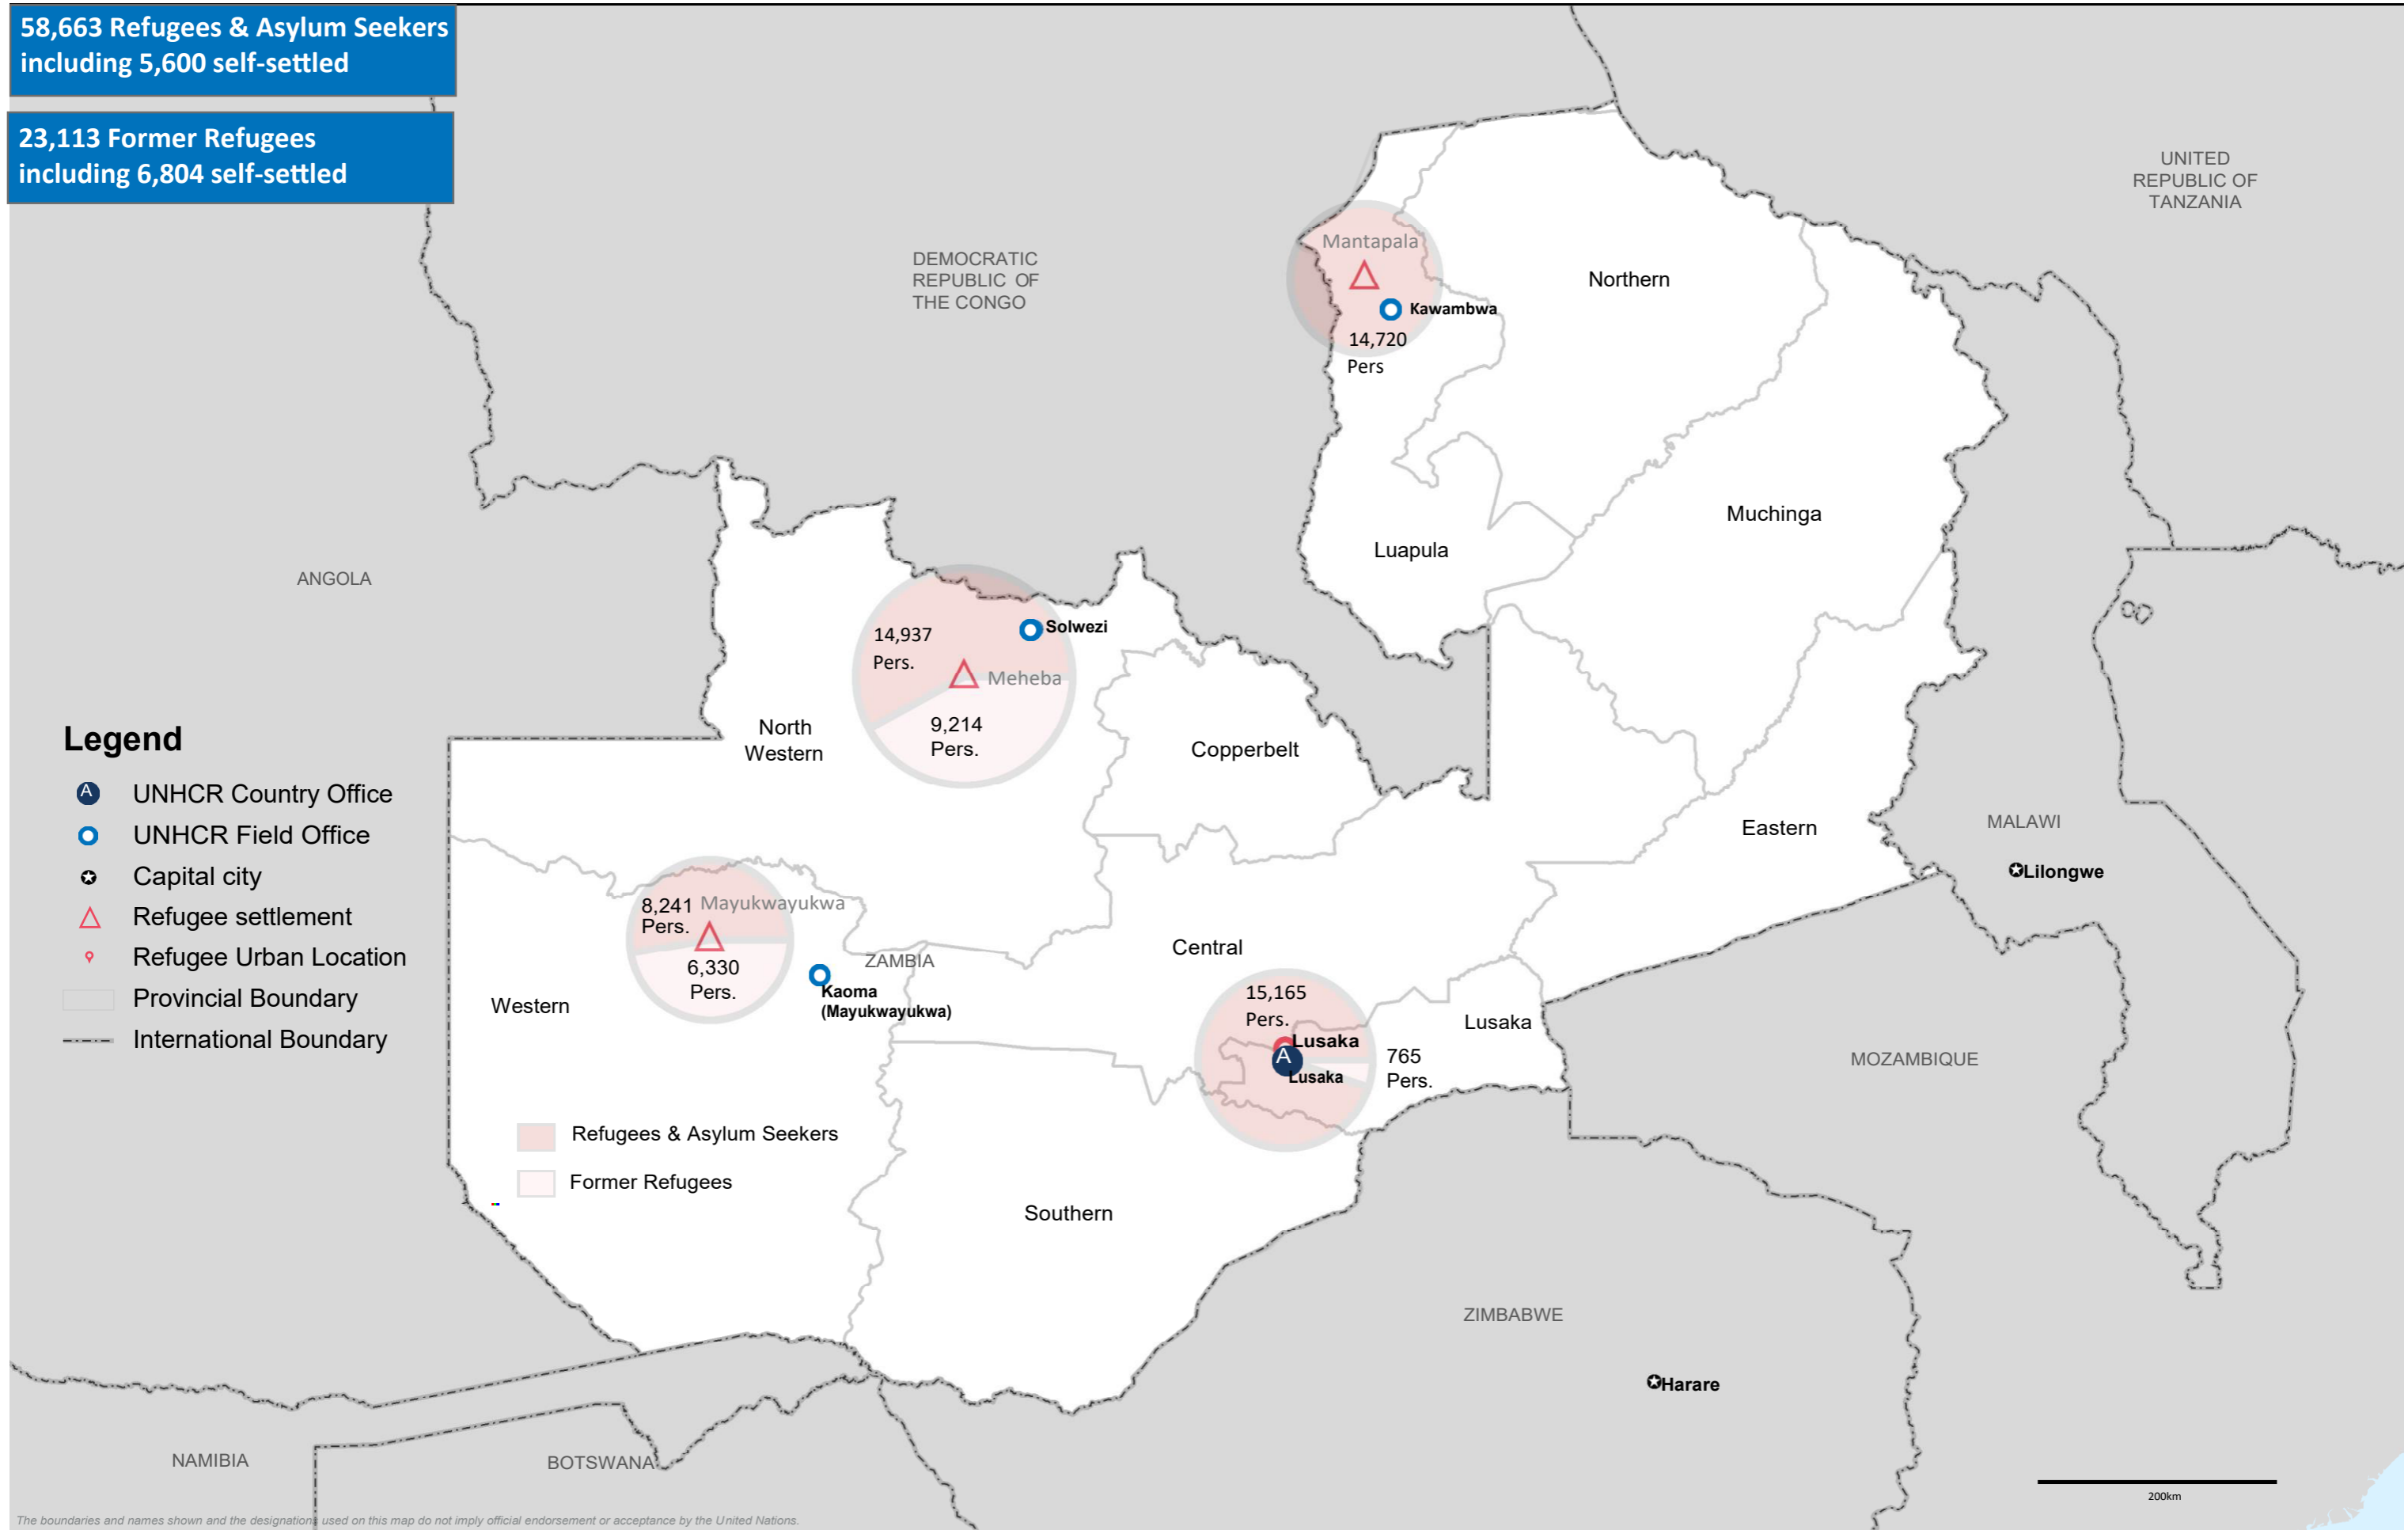 58,663 Refugees & Asylum Seekers
including 5,600 self-settled
23,113 Former Refugees
including 6,804 self-settled
UNITED
REPUBLIC OF
TANZANIA
DEMOCRATIC
REPUBLIC OF
THE CONGO
Mantapala
Kawambwa
14,720
Pers
Northern
Muchinga
Luapula
ANGOLA
14,937
Pers.
Solwezi
Meheba
9,214
Pers.
North
Western
Copperbelt
Eastern
MALAWI
Lilongwe
Legend
A
UNHCR Country Office
UNHCR Field Office
Capital city
Refugee settlement
Refugee Urban Location
Provincial Boundary
International Boundary
8,241
Pers.
Mayukwayukwa
6,330
Pers.
ZAMBIA
Kaoma
(Mayukwayukwa)
Western
Central
15,165
Pers.
Lusaka
A
Lusaka
765
Pers.
Lusaka
MOZAMBIQUE
Refugees & Asylum Seekers
Former Refugees
Southern
ZIMBABWE
Harare
NAMIBIA
BOTSWANA
200km
The boundaries and names shown and the designations used on this map do not imply official endorsement or acceptance by the United Nations.